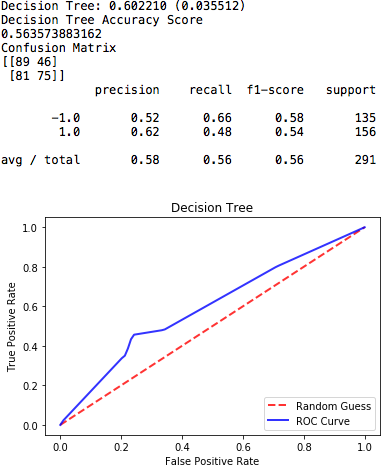 Decision Tree: 0.602210 (0.035512)
Decision Tree Accuracy Score
0.563573883162
Confusion Matrix
[[89 46]
[81 75]]
precision recall f1-score support
-1.0 0.52 0.66 0.58 135
1.0 0.62 0.48 0.54 156
avg / total 0.58 0.56 0.56 291
Decision Tree
1.0
0.8
0.6
0.4
0.2
0.0
True Positive Rate
Random Guess
ROC Curve
0.0 0.2 0.4 0.6 0.8 1.0
False Positive Rate